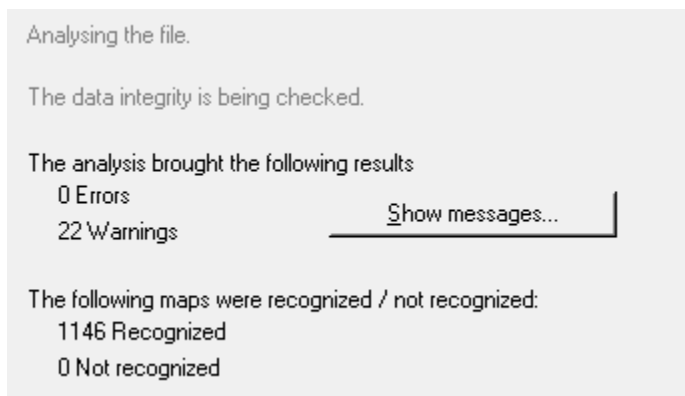 Analysing the file.
The data integrity is being checked.
The analysis brought the following results
0 Errors
22 Warnings
Show messages...
The following maps were recognized / not recognized:
1146 Recognized
0 Not recognized